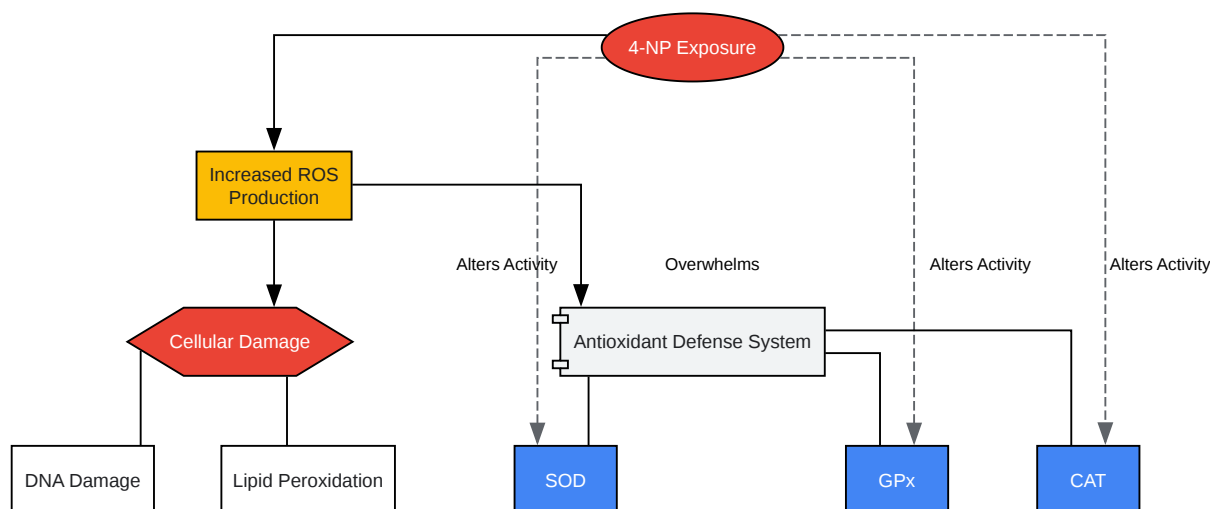 4-NP Exposure
Increased ROS
Production
Alters Activity
Overwhelms
Alters Activity
Alters Activity
Cellular Damage
Antioxidant Defense System
DNA Damage
Lipid Peroxidation
SOD
GPx
CAT